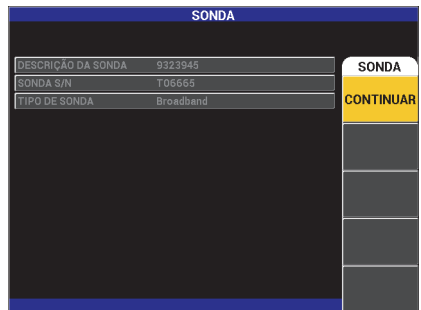 SONDA
DESCRIÇÃO DA SONDA 9323945
SONDA S/N T06665
TIPO DE SONDA Broadband
SONDA
CONTINUAR